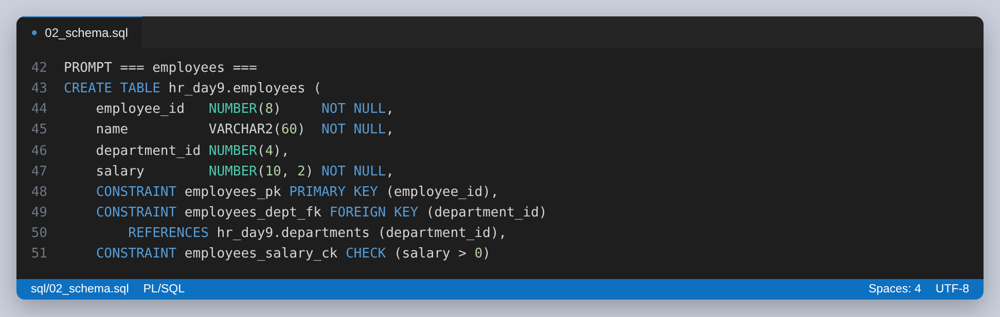 02_schema.sql
42 PROMPT === employees ===
43 CREATE TABLE hr_day9.employees (
44     employee_id   NUMBER(8)     NOT NULL,
45     name          VARCHAR2(60)  NOT NULL,
46     department_id NUMBER(4),
47     salary        NUMBER(10, 2) NOT NULL,
48     CONSTRAINT employees_pk PRIMARY KEY (employee_id),
49     CONSTRAINT employees_dept_fk FOREIGN KEY (department_id)
50         REFERENCES hr_day9.departments (department_id),
51     CONSTRAINT employees_salary_ck CHECK (salary > 0)
sql/02_schema.sql PL/SQL Spaces: 4 UTF-8